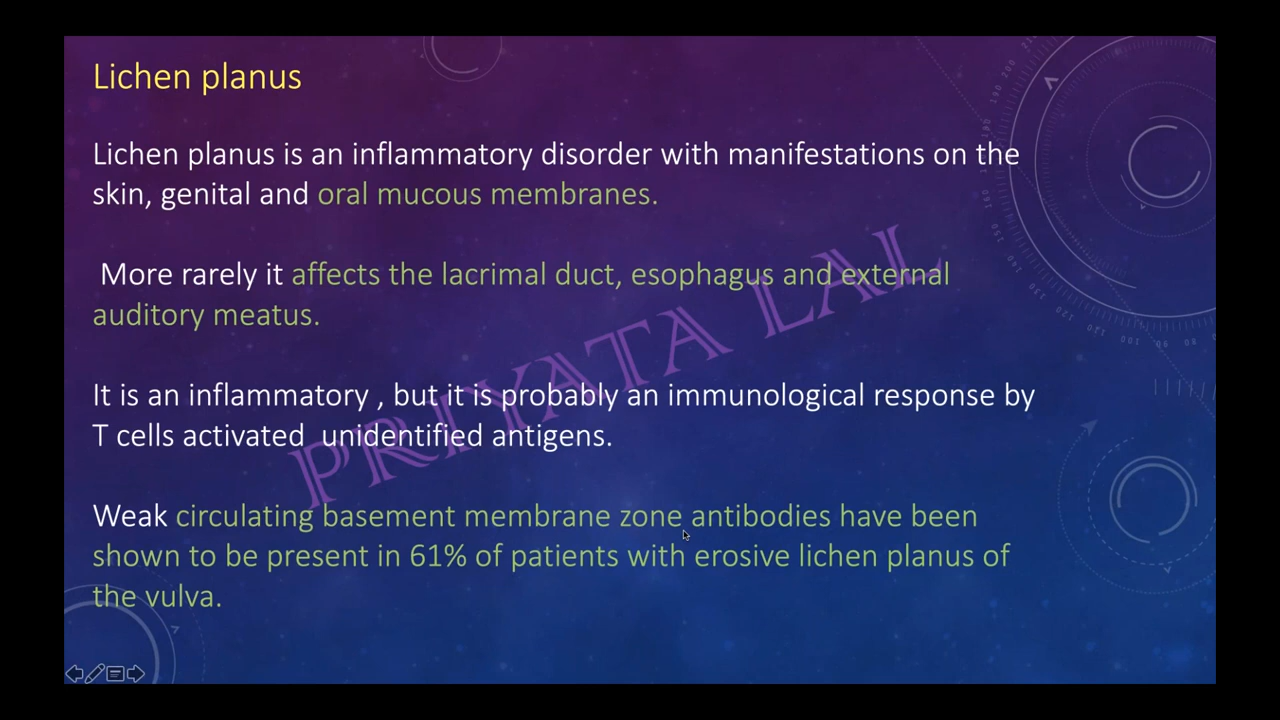 Lichen planus
Lichen planus is an inflammatory disorder with manifestations on the
skin, genital and oral mucous membranes.
More rarely it affects the lacrimal duct, esophagus and external
auditory meatus.
It is an inflammatory , but it is probably an immunological response by
T cells activated  unidentified antigens.
Weak circulating basement membrane zone antibodies have been
shown to be present in 61% of patients with erosive lichen planus of
the vulva.
PRIYATA LAL